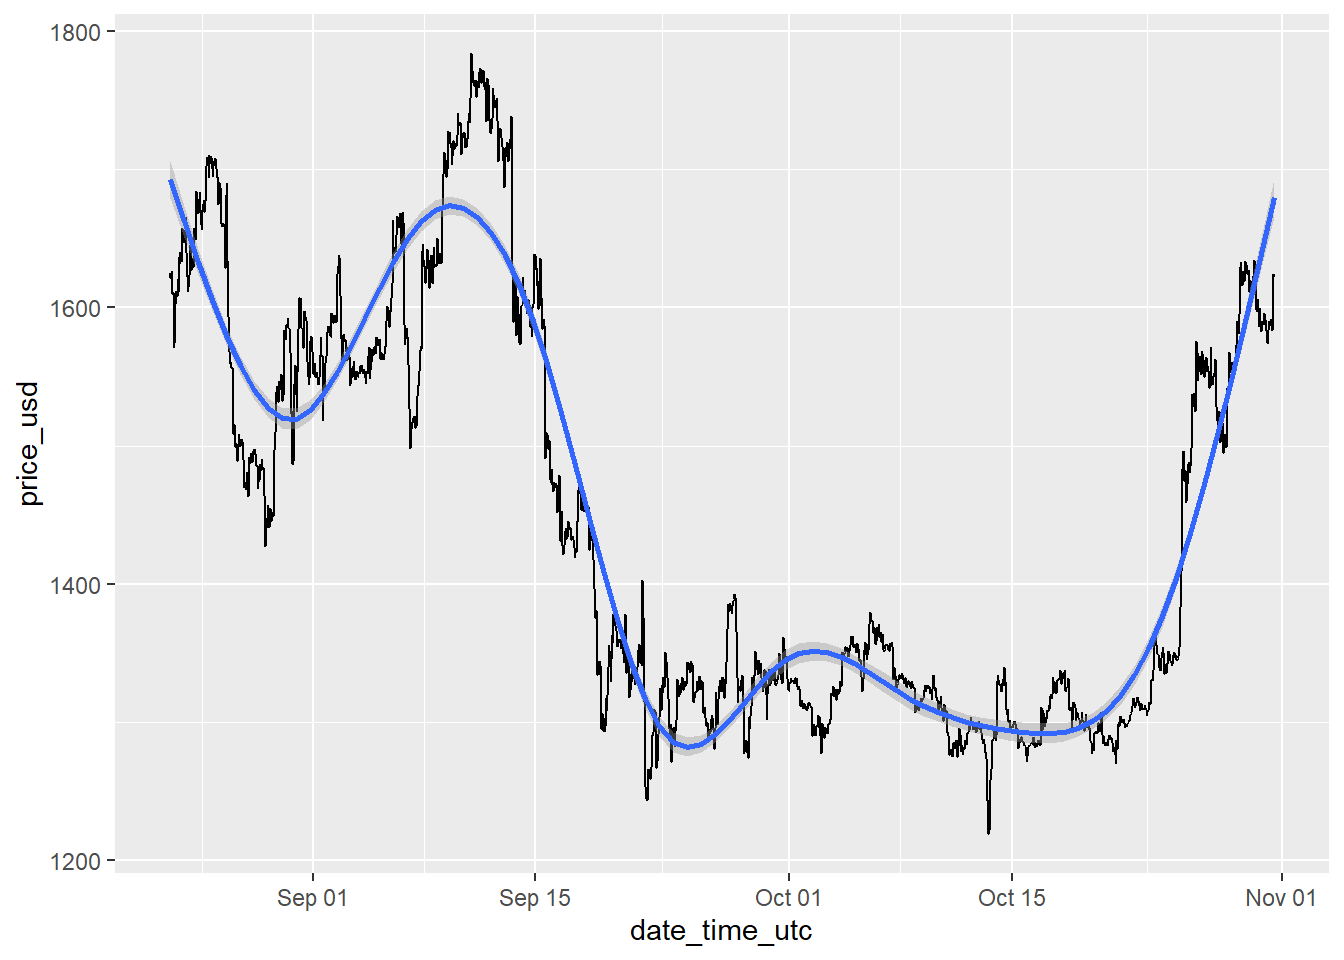 1800
1600
1400
1200
price_usd
Sep 01
Sep 15
Oct 01
Oct 15
Nov 01
date_time_utc